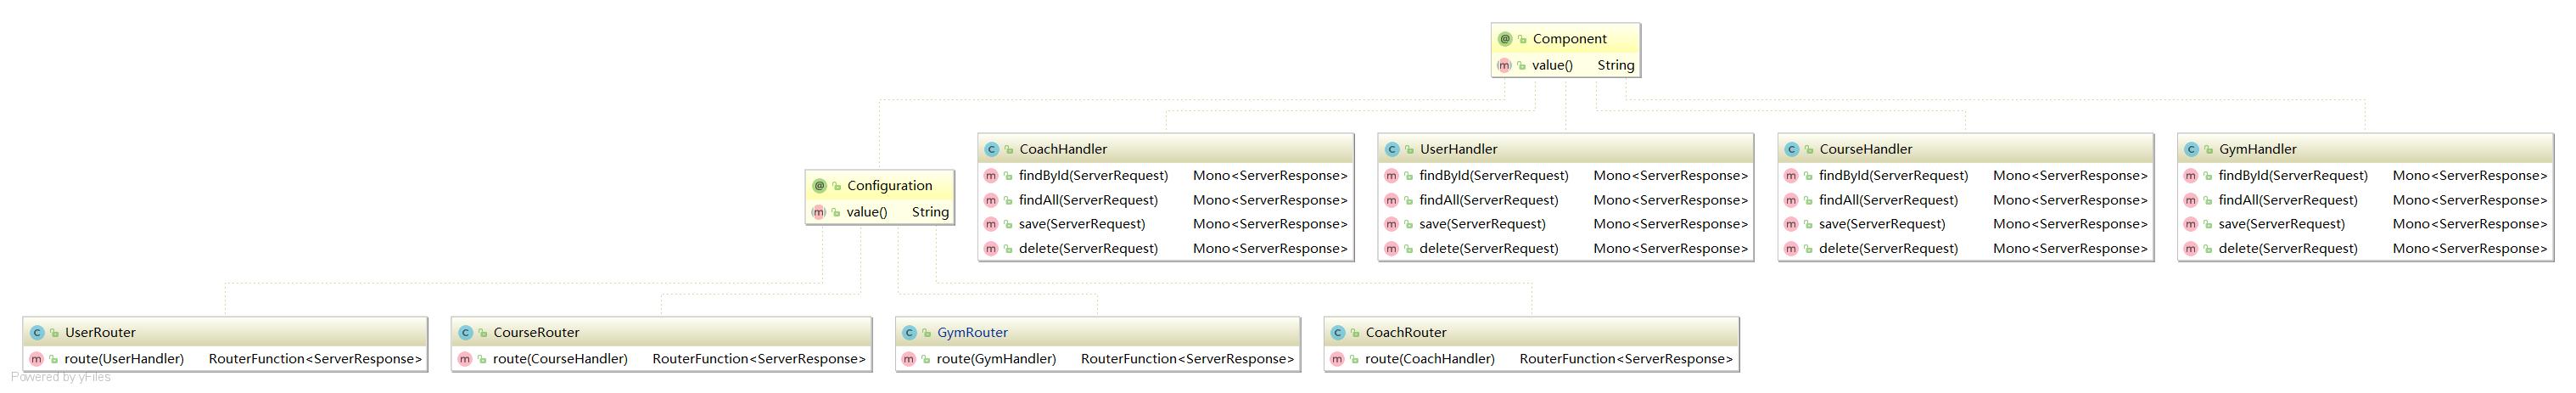 Component
value() String
CoachHandler
findById(ServerRequest) Mono<ServerResponse>
findAll(ServerRequest) Mono<ServerResponse>
save(ServerRequest) Mono<ServerResponse>
delete(ServerRequest) Mono<ServerResponse>
UserHandler
findById(ServerRequest) Mono<ServerResponse>
findAll(ServerRequest) Mono<ServerResponse>
save(ServerRequest) Mono<ServerResponse>
delete(ServerRequest) Mono<ServerResponse>
CourseHandler
findById(ServerRequest) Mono<ServerResponse>
findAll(ServerRequest) Mono<ServerResponse>
save(ServerRequest) Mono<ServerResponse>
delete(ServerRequest) Mono<ServerResponse>
GymHandler
findById(ServerRequest) Mono<ServerResponse>
findAll(ServerRequest) Mono<ServerResponse>
save(ServerRequest) Mono<ServerResponse>
delete(ServerRequest) Mono<ServerResponse>
Configuration
value() String
UserRouter
route(UserHandler) RouterFunction<ServerResponse>
CourseRouter
route(CourseHandler) RouterFunction<ServerResponse>
GymRouter
route(GymHandler) RouterFunction<ServerResponse>
CoachRouter
route(CoachHandler) RouterFunction<ServerResponse>
Powered by yFiles